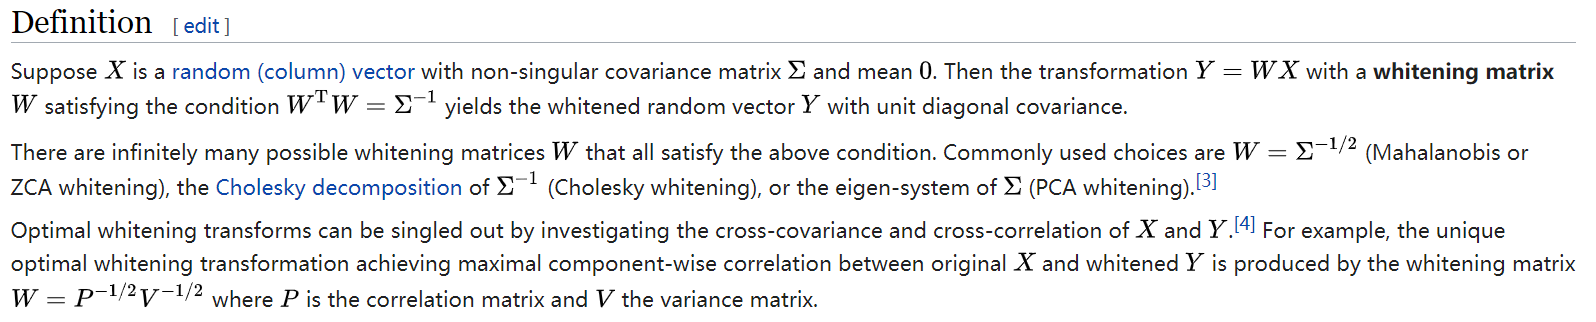 Definition [ edit ]
Suppose X is a random (column) vector with non-singular covariance matrix Σ and mean 0. Then the transformation Y = WX with a whitening matrix
W satisfying the condition WᵀW = Σ⁻¹ yields the whitened random vector Y with unit diagonal covariance.
There are infinitely many possible whitening matrices W that all satisfy the above condition. Commonly used choices are W = Σ^{-1/2} (Mahalanobis or
ZCA whitening), the Cholesky decomposition of Σ⁻¹ (Cholesky whitening), or the eigen-system of Σ (PCA whitening).[3]
Optimal whitening transforms can be singled out by investigating the cross-covariance and cross-correlation of X and Y.[4] For example, the unique
optimal whitening transformation achieving maximal component-wise correlation between original X and whitened Y is produced by the whitening matrix
W = P^{-1/2}V^{-1/2} where P is the correlation matrix and V the variance matrix.